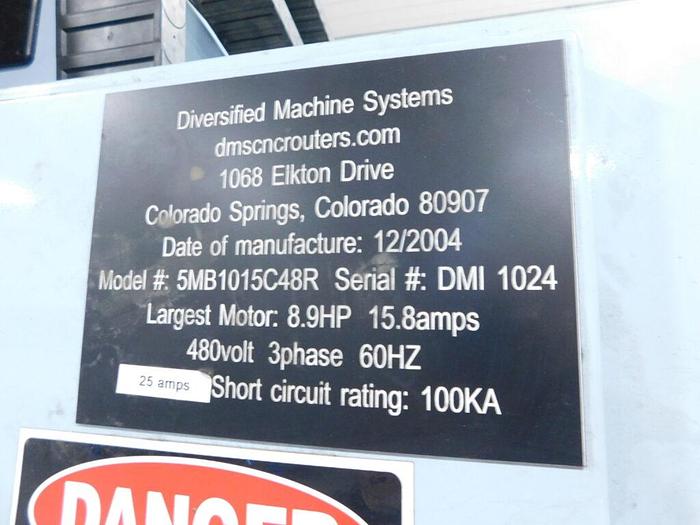 Diversified Machine Systems
dmscncrouters.com
1068 Elkton Drive
Colorado Springs, Colorado 80907
Date of manufacture: 12/2004
Model #: 5MB1015C48R Serial #: DMI 1024
Largest Motor: 8.9HP 15.8amps
480volt 3phase 60HZ
25 amps Short circuit rating: 100KA
DANGER